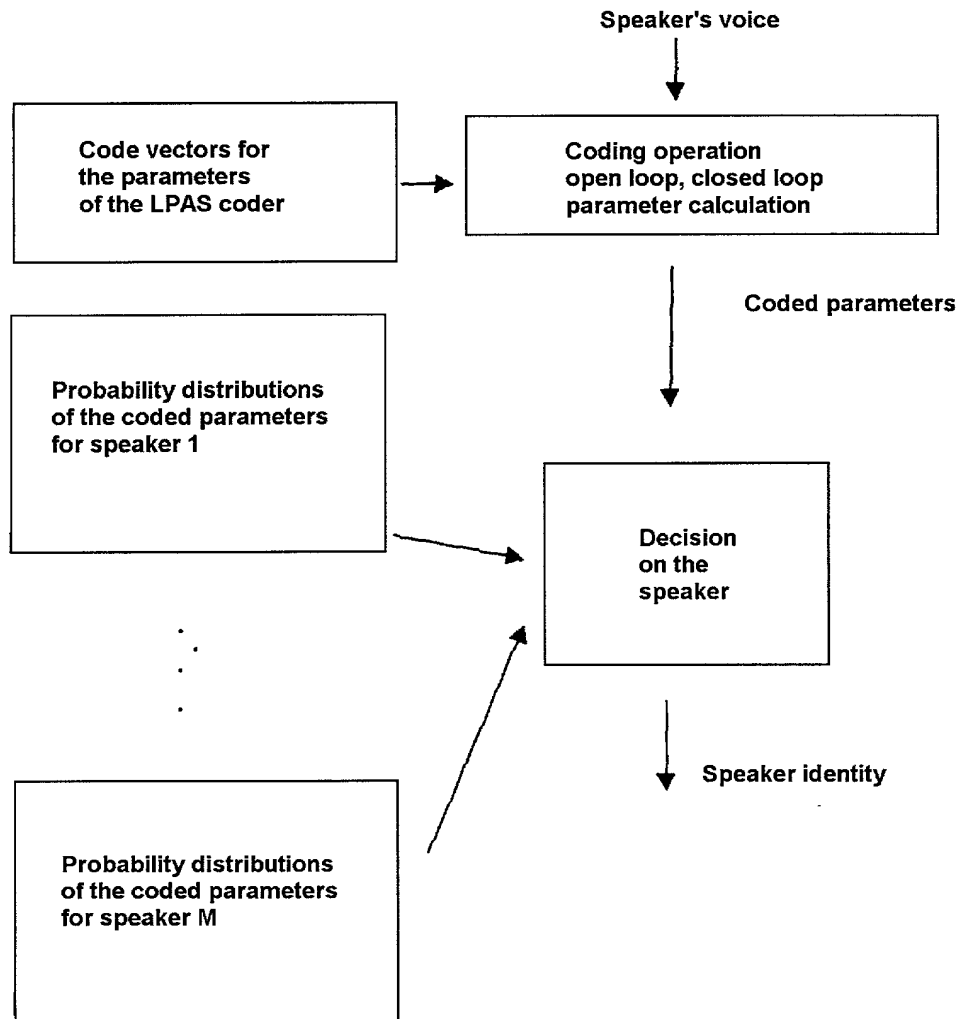 Speaker's voice
Code vectors for
the parameters
of the LPAS coder
Coding operation
open loop, closed loop
parameter calculation
Coded parameters
Probability distributions
of the coded parameters
for speaker 1
Decision
on the
speaker
Speaker identity
Probability distributions
of the coded parameters
for speaker M